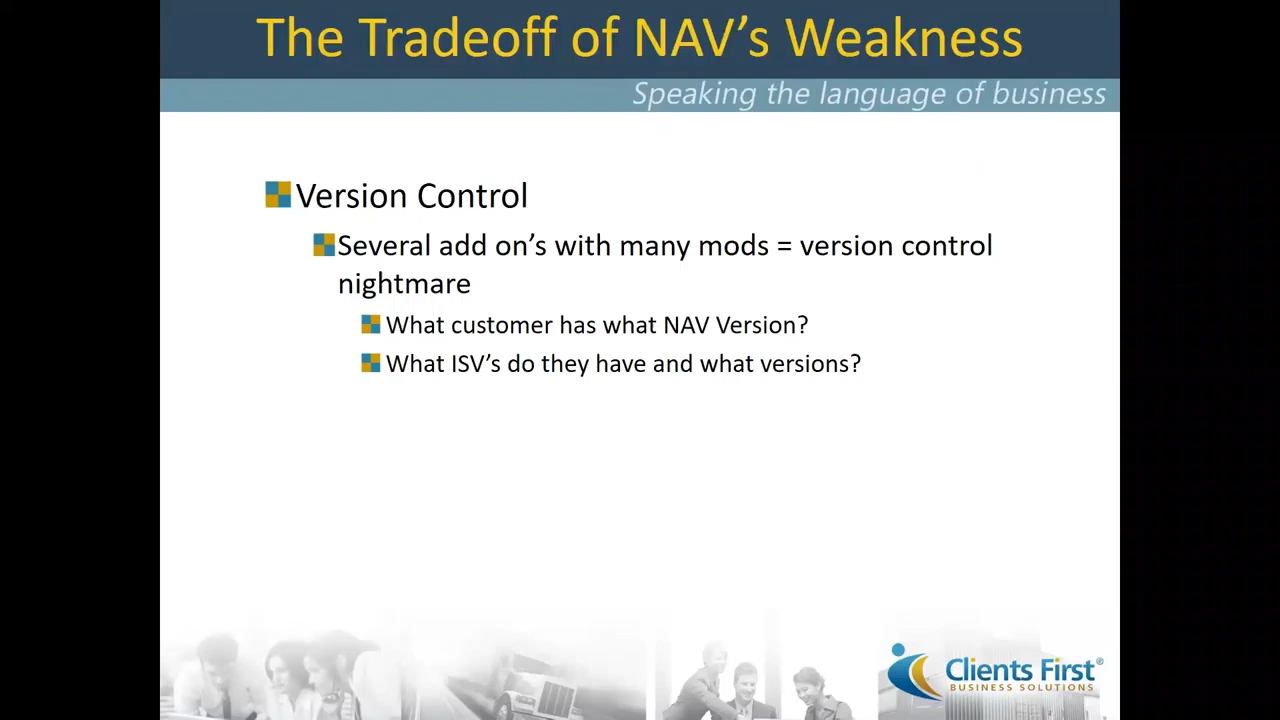 The Tradeoff of NAV's Weakness
Speaking the language of business
Version Control
Several add on's with many mods = version control
nightmare
What customer has what NAV Version?
What ISV's do they have and what versions?
Clients First®
BUSINESS SOLUTIONS